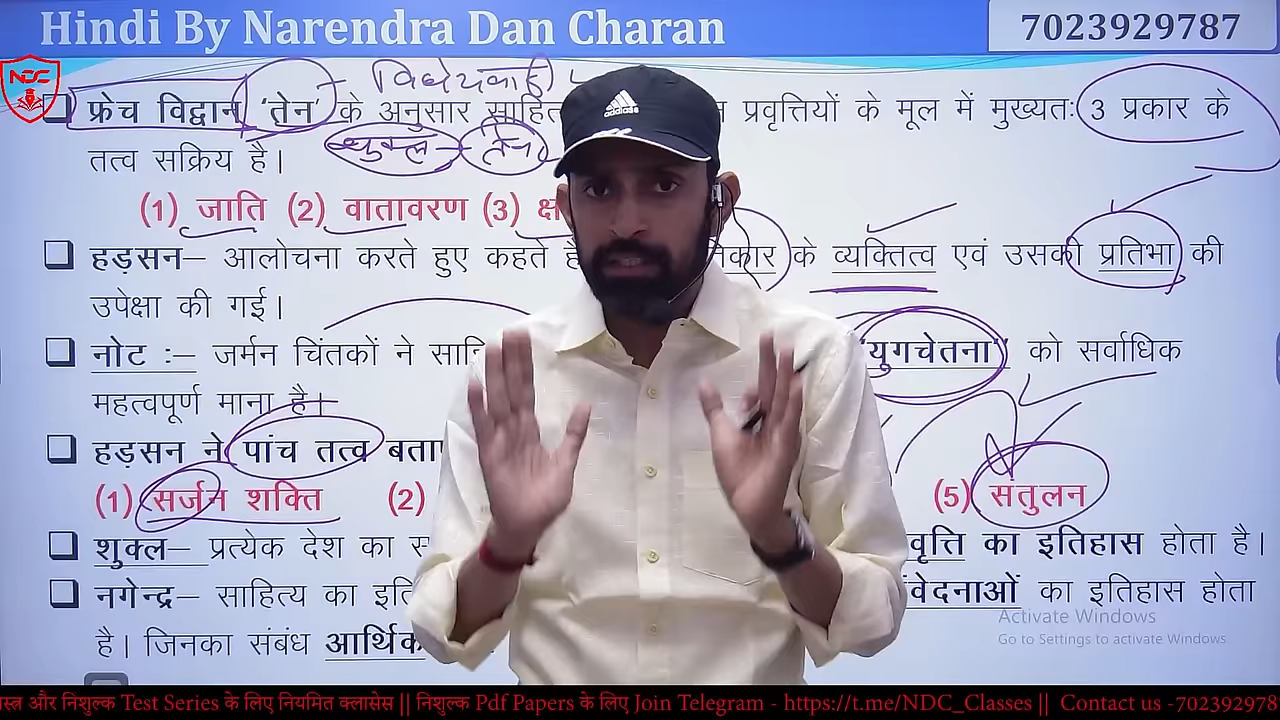 Hindi By Narendra Dan Charan
7023929787
NDC
विधेयवादी
❑ फ्रेच विद्वान 'तेन' के अनुसार प्रवृत्तियों के मूल में मुख्यतः 3 प्रकार के
शुक्ल तेन
तत्व सक्रिय है।
(1) जाति (2) वातावरण (3) क्ष
❑ हड़सन– आलोचना करते हुए कहते के व्यक्तित्व एवं उसकी प्रतिभा की
उपेक्षा की गई।
❑ नोट :– जर्मन चिंतकों ने "युगचेतना" को सर्वाधिक
महत्वपूर्ण माना है।
❑ हड़सन ने पांच तत्व
(1) सर्जन शक्ति (2) (5) सतुलन
❑ शुक्ल– प्रत्येक देश का वृत्ति का इतिहास होता है।
❑ नगेन्द्र– साहित्य का वेदनाओं का इतिहास होता
है। जिनका संबंध आर्थिक
Activate Windows
Go to Settings to activate Windows.
स्त्र और निशुल्क Test Series के लिए नियमित क्लासेस || निशुल्क Pdf Papers के लिए Join Telegram - https://t.me/NDC_Classes || Contact us -702392978